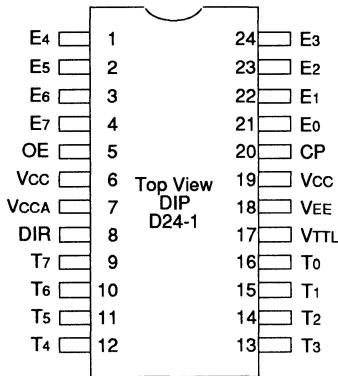 E4 1 24 E3
E5 2 23 E2
E6 3 22 E1
E7 4 21 E0
OE 5 20 CP
VCC 6 19 VCC
Top View
VCCA 7 DIP 18 VEE
D24-1
DIR 8 17 VTTL
T7 9 16 T0
T6 10 15 T1
T5 11 14 T2
T4 12 13 T3